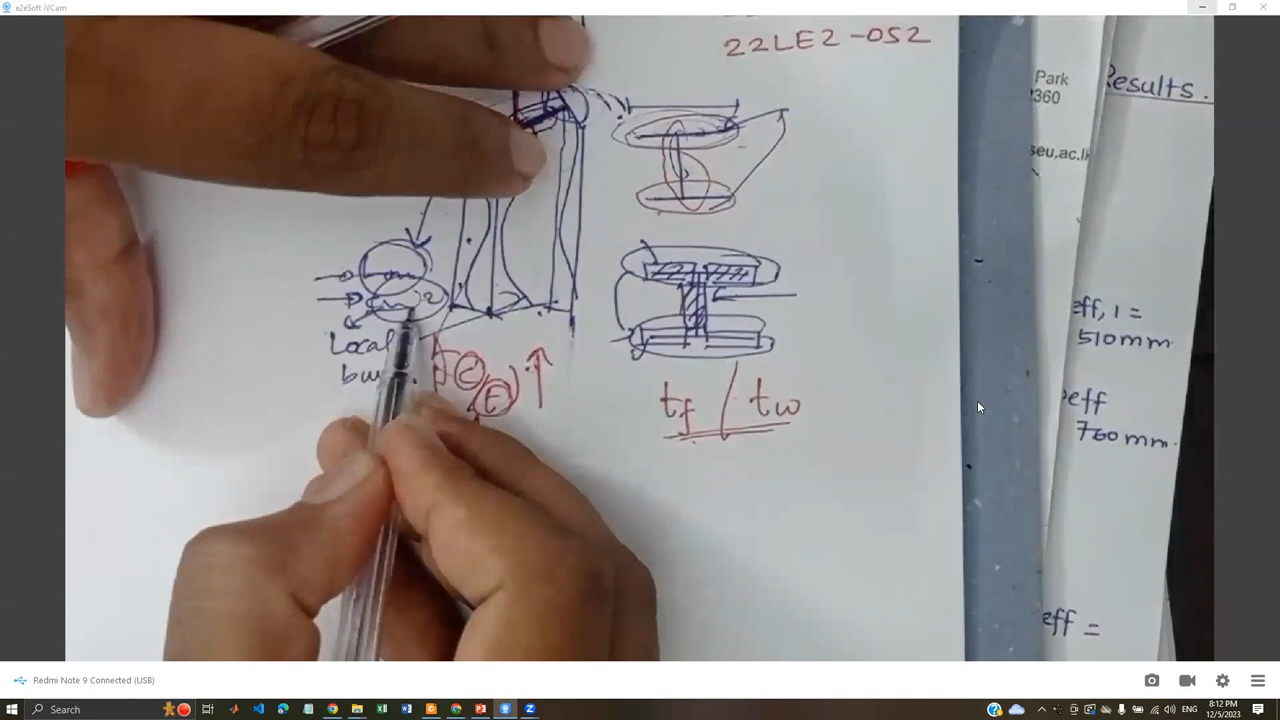 e2eSoft iVCam
22LE2-052
Park
Results.
0360
seu.ac.lk
eff, 1 =
510mm
Local
eff
760mm.
tf / tw
eff =
Redmi Note 9 Connected (USB)
Search
ENG
8:12 PM
12/5/2023